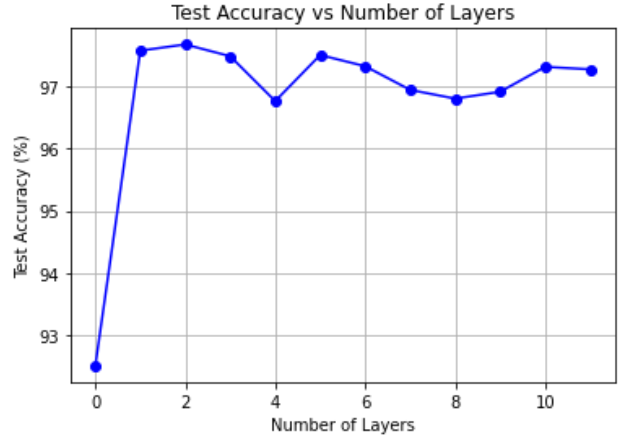 Test Accuracy vs Number of Layers
Test Accuracy (%)
97
96
95
94
93
0 2 4 6 8 10
Number of Layers